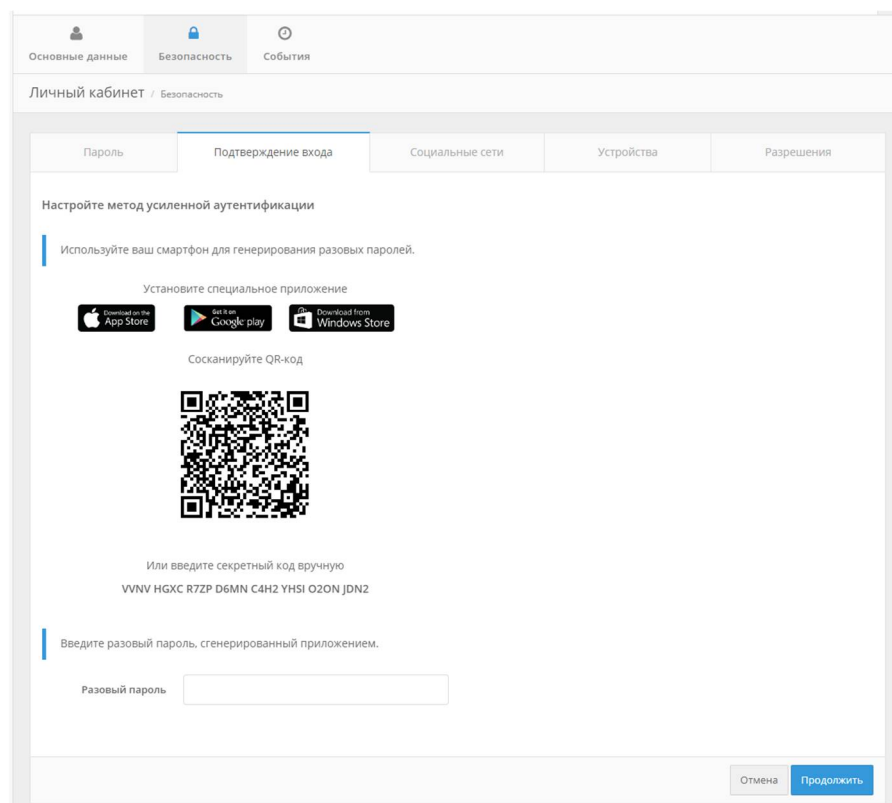 Основные данные Безопасность События
Личный кабинет / Безопасность
Пароль Подтверждение входа Социальные сети Устройства Разрешения
Настройте метод усиленной аутентификации
Используйте ваш смартфон для генерирования разовых паролей.
Установите специальное приложение
Download on the App Store
Get it on Google play
Download from Windows Store
Сосканируйте QR-код
Или введите секретный код вручную
VVNV HGXC R7ZP D6MN C4H2 YHSI O2ON JDN2
Введите разовый пароль, сгенерированный приложением.
Разовый пароль
Отмена Продолжить